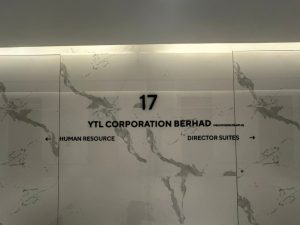 17
YTL CORPORATION BERHAD
← HUMAN RESOURCE
DIRECTOR SUITES →